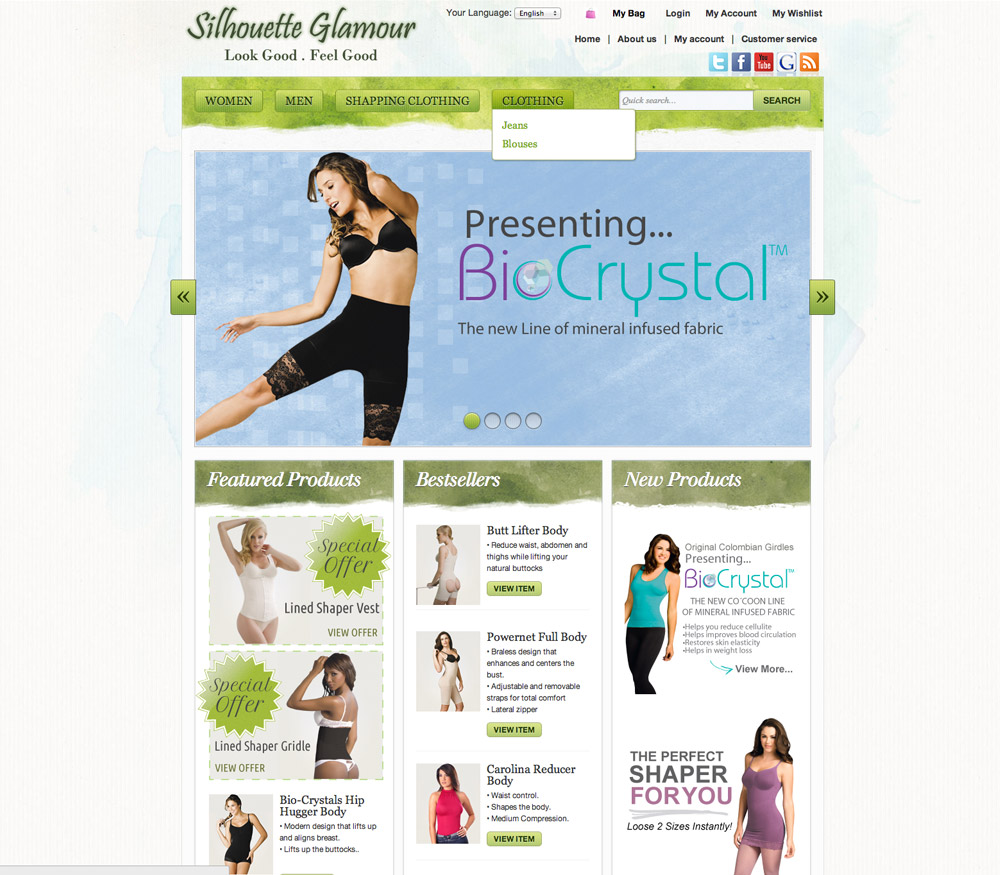 Silhouette Glamour
Look Good . Feel Good
Your Language: English
My Bag Login My Account My Wishlist
Home | About us | My account | Customer service
You Tube
G
WOMEN MEN SHAPPING CLOTHING CLOTHING
Quick search... SEARCH
Jeans
Blouses
Presenting...
BioCrystal™
The new Line of mineral infused fabric
«
»
Featured Products
Special Offer
Lined Shaper Vest
VIEW OFFER
Special Offer
Lined Shaper Gridle
VIEW OFFER
Bio-Crystals Hip
Hugger Body
• Modern design that lifts up
and aligns breast.
• Lifts up the buttocks..
Bestsellers
Butt Lifter Body
• Reduce waist, abdomen and
thighs while lifting your
natural buttocks
VIEW ITEM
Powernet Full Body
• Braless design that
enhances and centers the
bust.
• Adjustable and removable
straps for total comfort
• Lateral zipper
VIEW ITEM
Carolina Reducer
Body
• Waist control.
• Shapes the body.
• Medium Compression.
VIEW ITEM
New Products
Original Colombian Girdles
Presenting...
BioCrystal™
THE NEW CO´COON LINE
OF MINERAL INFUSED FABRIC
•Helps you reduce cellulite
•Helps improves blood circulation
•Restores skin elasticity
•Helps in weight loss
View More...
THE PERFECT
SHAPER
FOR YOU
Loose 2 Sizes Instantly!